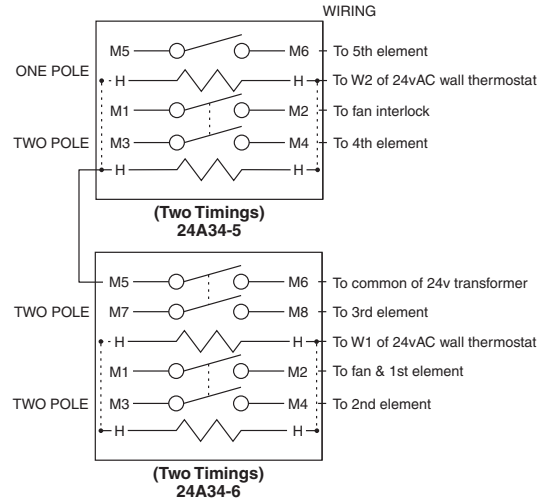 WIRING
M5 M6 To 5th element
ONE POLE
H H To W2 of 24vAC wall thermostat
M1 M2 To fan interlock
TWO POLE M3 M4 To 4th element
H H
(Two Timings)
24A34-5
M5 M6 To common of 24v transformer
TWO POLE M7 M8 To 3rd element
H H To W1 of 24vAC wall thermostat
M1 M2 To fan & 1st element
TWO POLE M3 M4 To 2nd element
H H
(Two Timings)
24A34-6